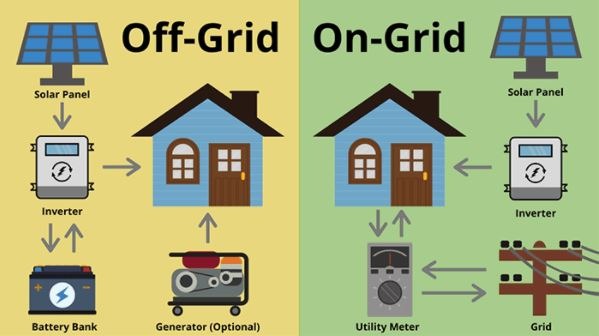 Off-Grid
On-Grid
Solar Panel
Inverter
Battery Bank
Generator (Optional)
Solar Panel
Inverter
Utility Meter
Grid